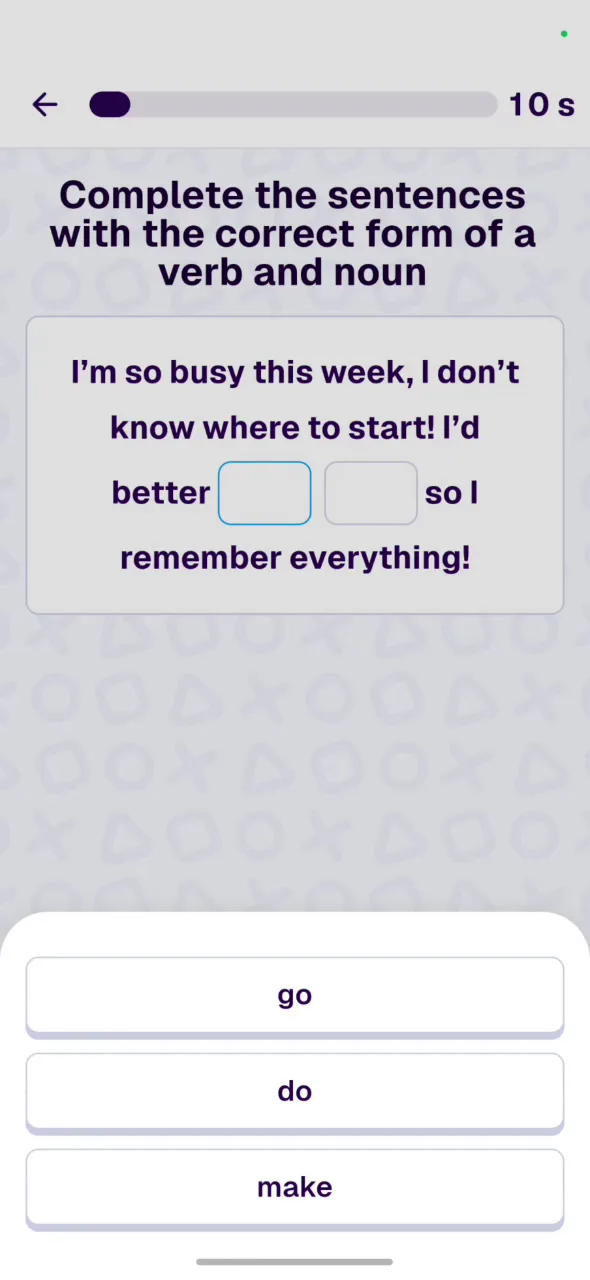 10 s
Complete the sentences
with the correct form of a
verb and noun
I'm so busy this week, I don't
know where to start! I'd
better so I
remember everything!
go
do
make